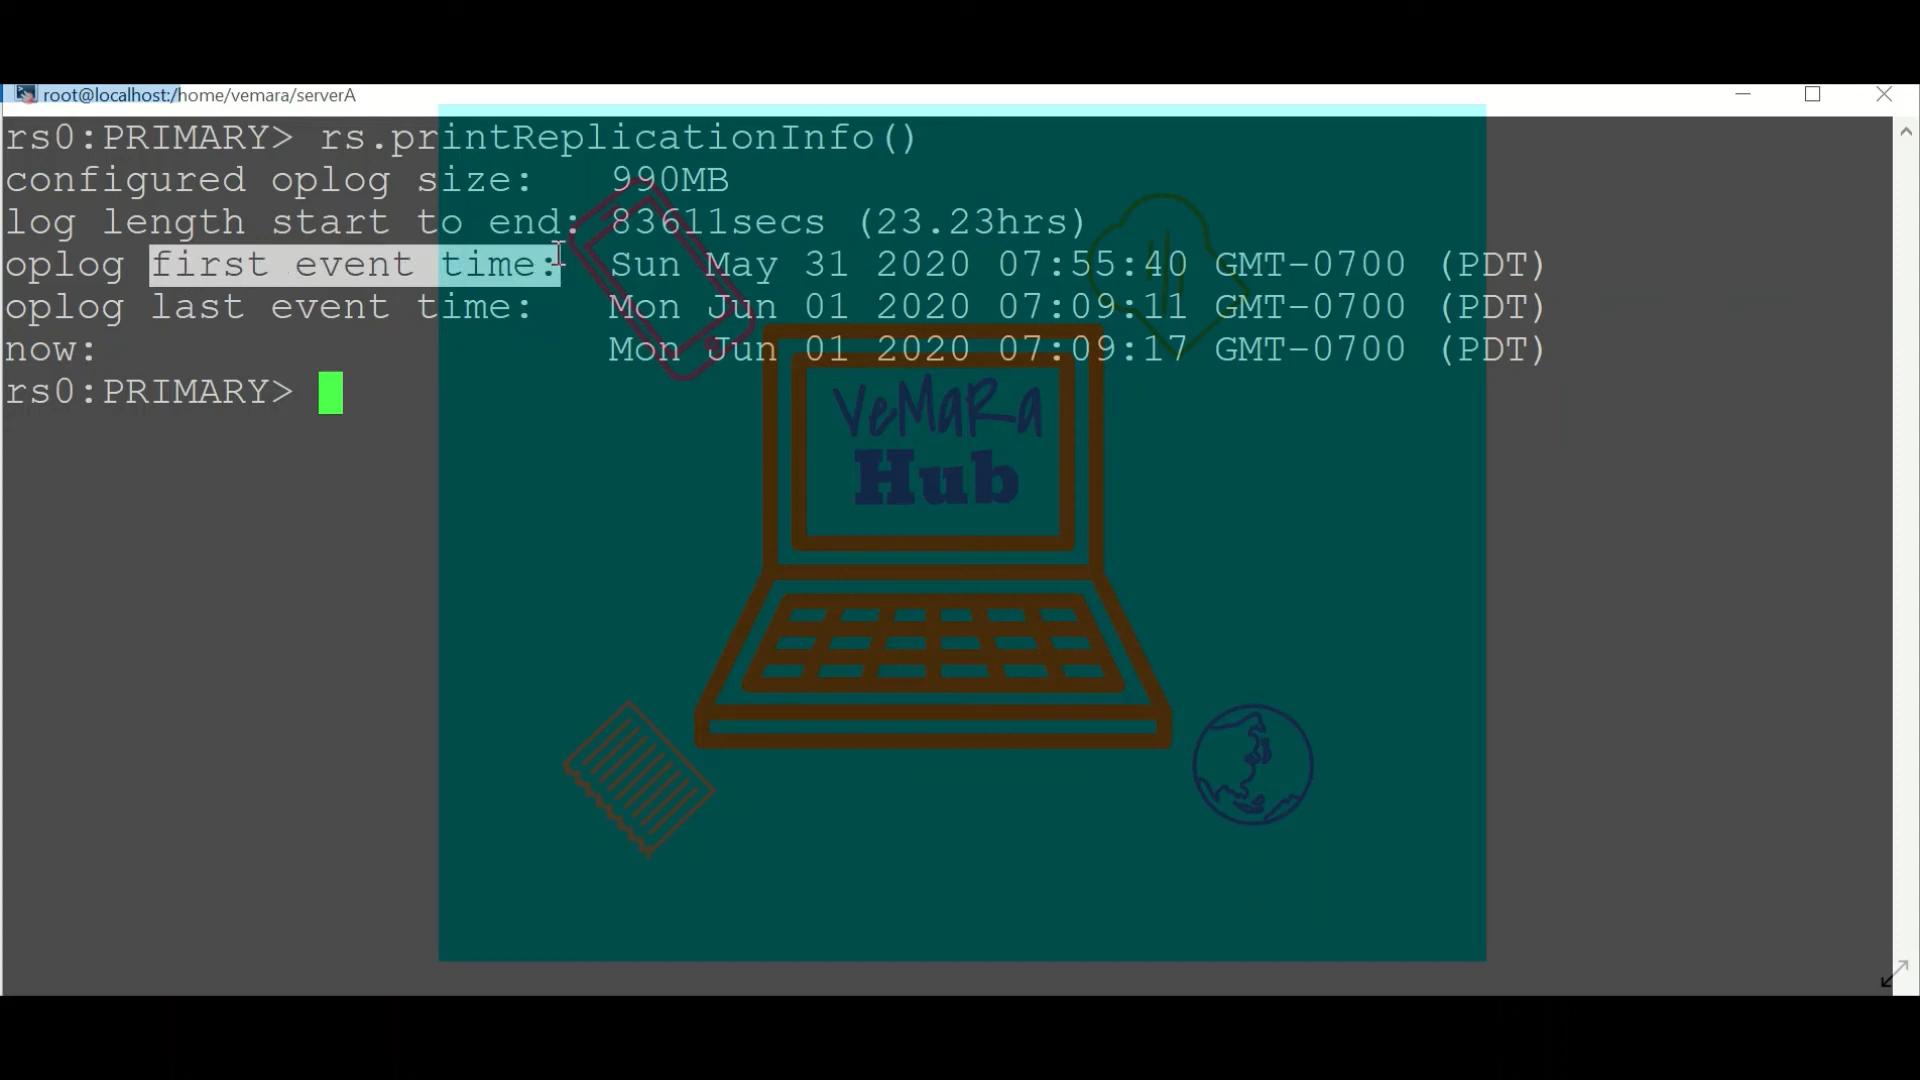 root@localhost:/home/vemara/serverA
rs0:PRIMARY> rs.printReplicationInfo()
configured oplog size:   990MB
log length start to end: 83611secs (23.23hrs)
oplog first event time:  Sun May 31 2020 07:55:40 GMT-0700 (PDT)
oplog last event time:   Mon Jun 01 2020 07:09:11 GMT-0700 (PDT)
now:                     Mon Jun 01 2020 07:09:17 GMT-0700 (PDT)
rs0:PRIMARY>
VeMaRa
Hub